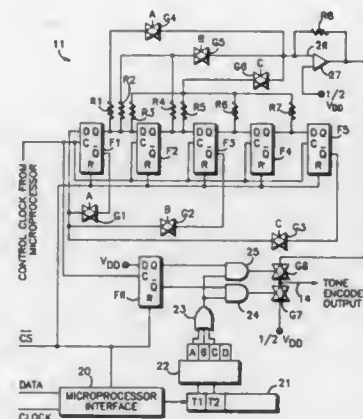 A
G4
R8
11
B
G5
28
G6
C
27
1/2 VDD
R1
R2
R3
R4
R5
R6
R7
F5
D Q
C Q
R
F1
D Q
C Q
R
F2
D Q
C Q
R
F3
D Q
C Q
R
F4
D Q
C Q
R
CONTROL CLOCK FROM
MICROPROCESSOR
A
G1
B
G2
C
G3
VDD
D Q
C Q
R
FR
25
G8
TONE
ENCODE
OUTPUT
14
24
G7
23
1/2 VDD
CS
A B C D
22
20
21
DATA
MICROPROCESSOR
INTERFACE
T1 T2
CLOCK